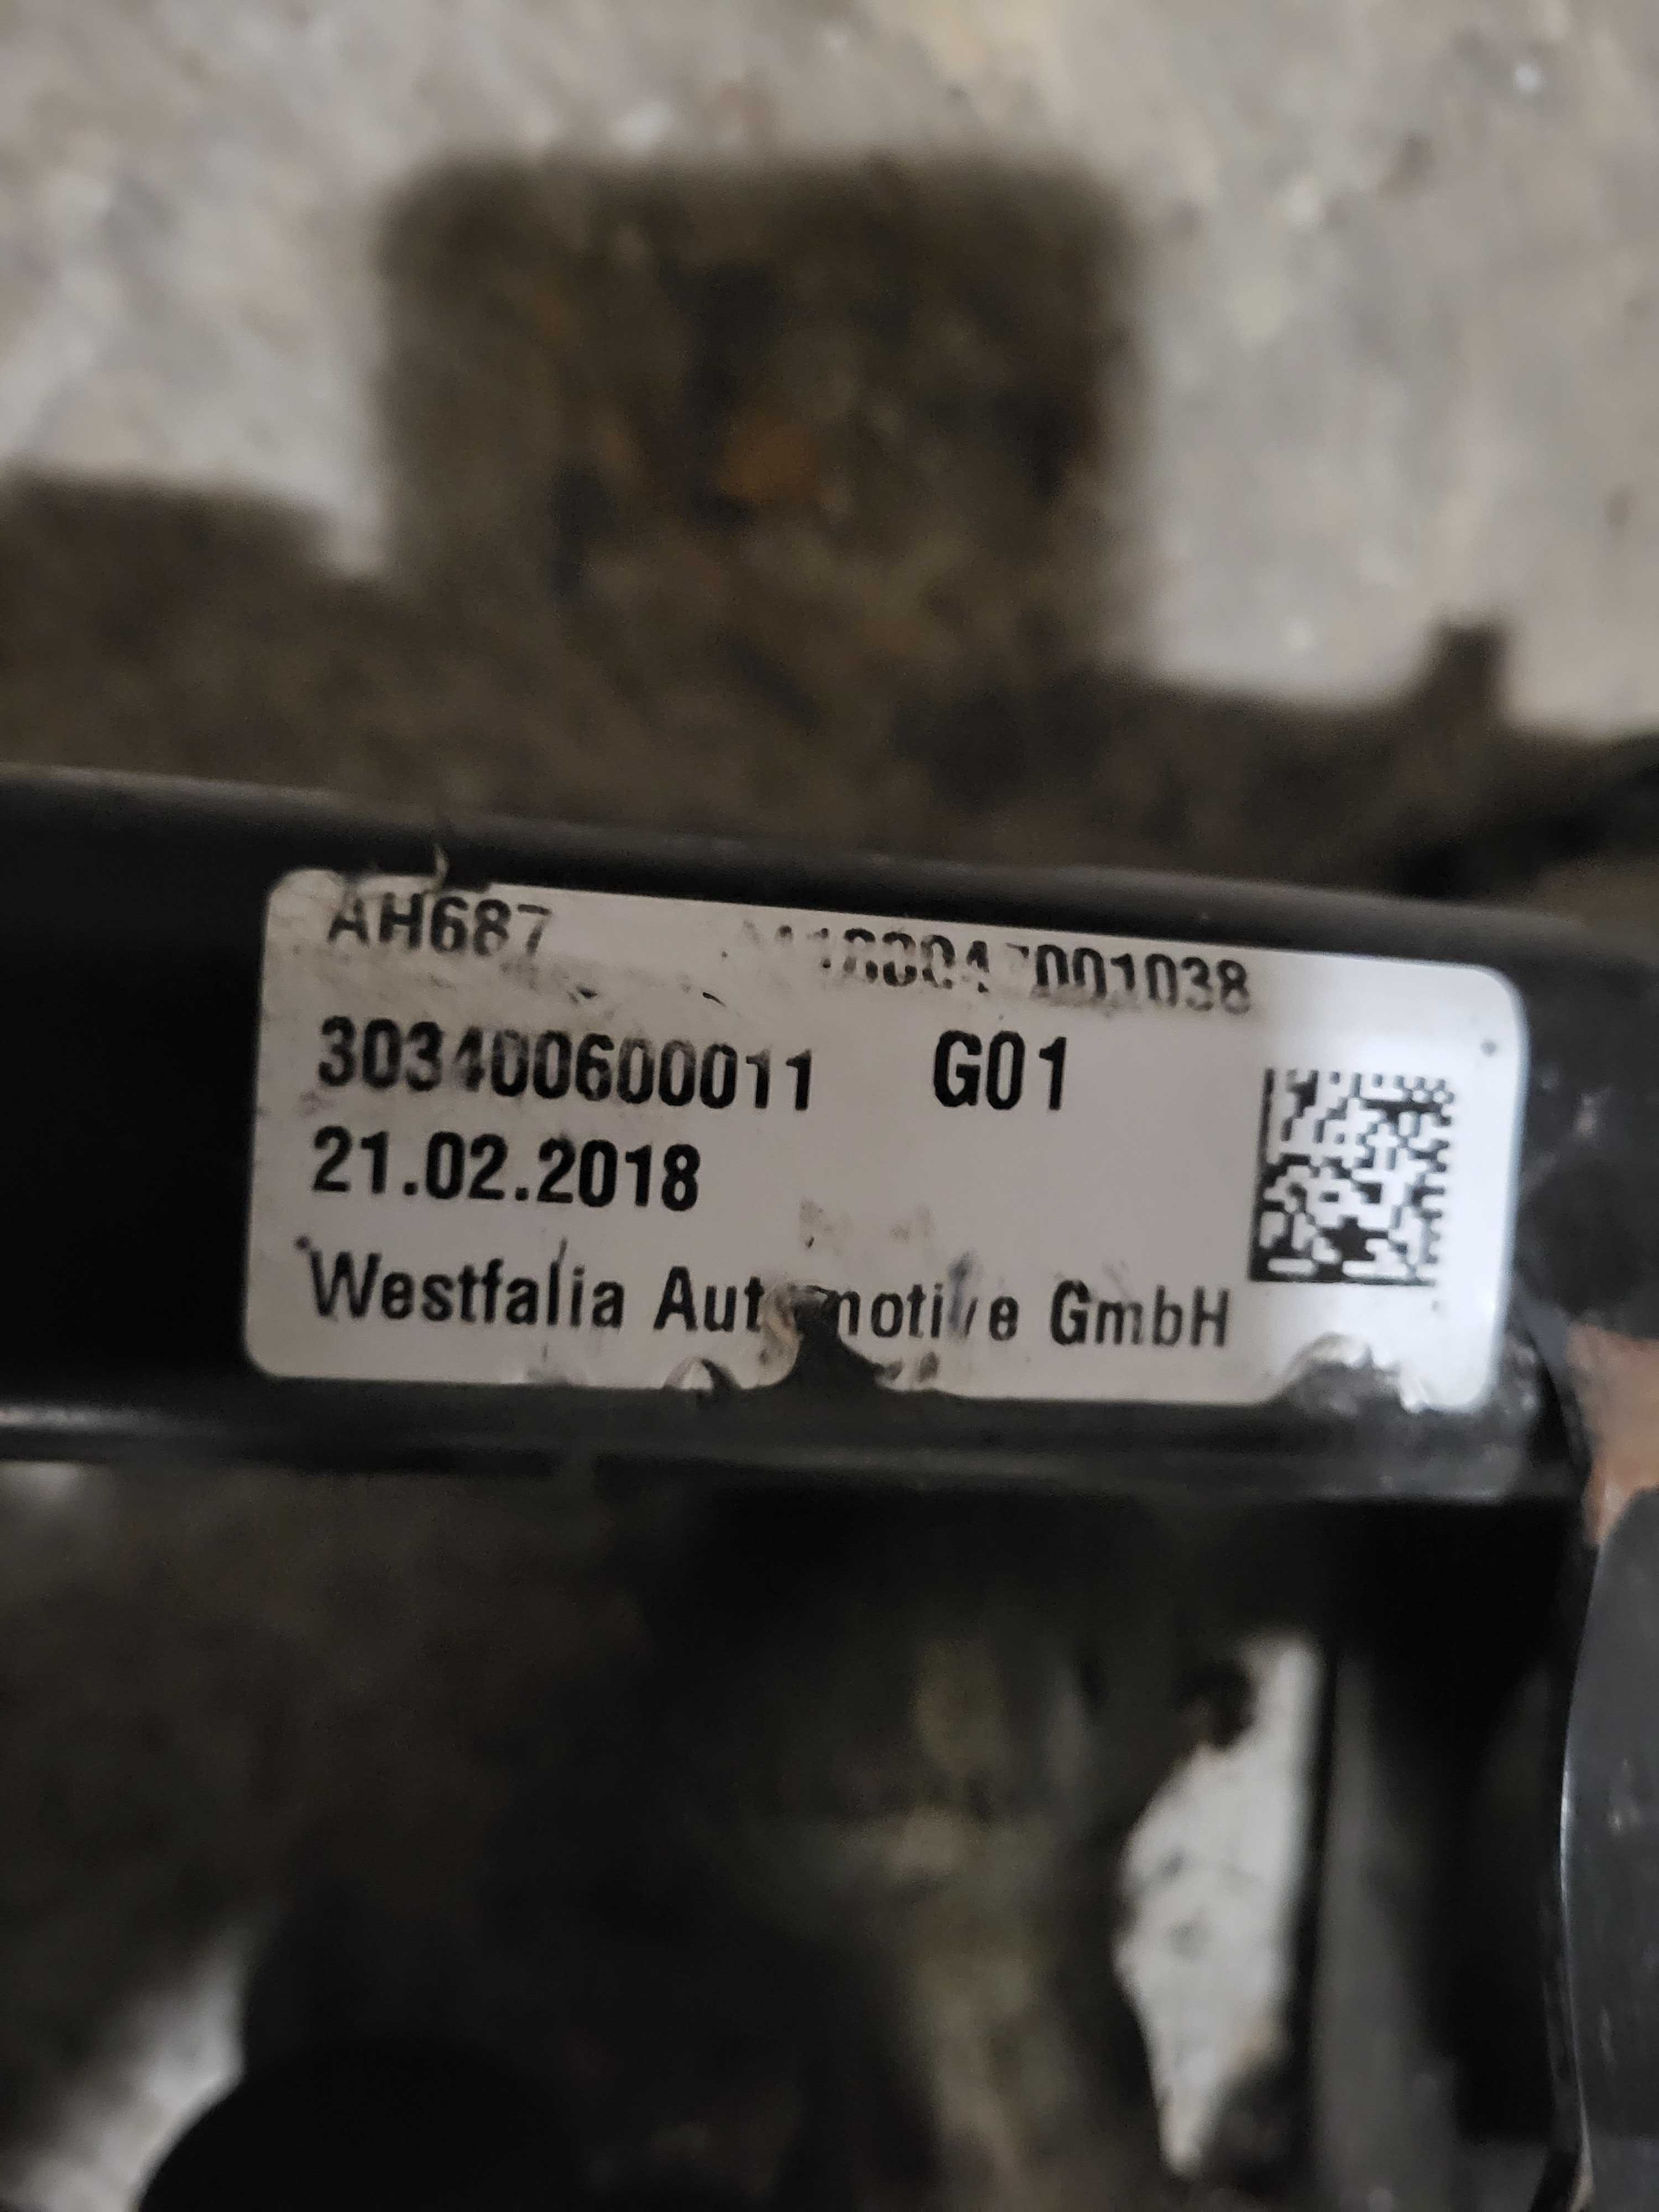 AH687
303400600011 G01
21.02.2018
Westfalia Automotive GmbH